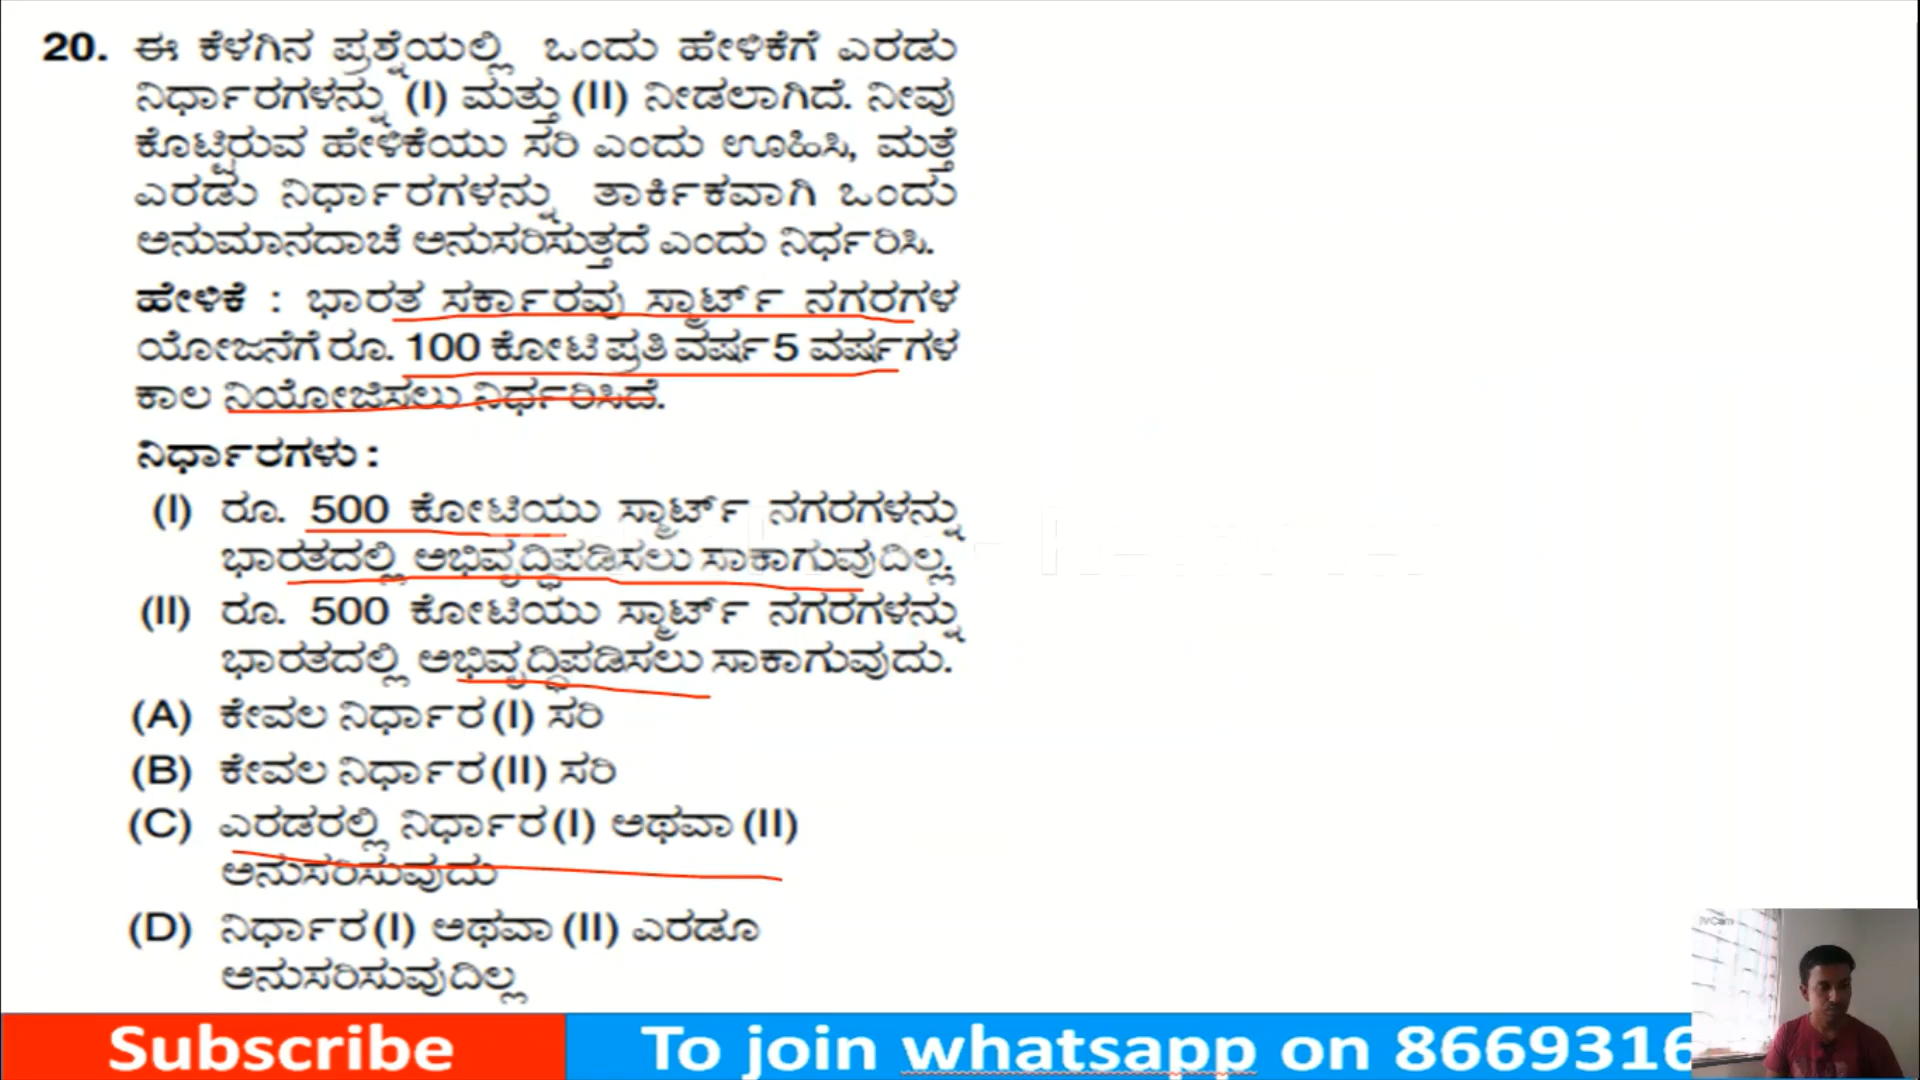 20. ಈ ಕೆಳಗಿನ ಪ್ರಶ್ನೆಯಲ್ಲಿ ಒಂದು ಹೇಳಿಕೆಗೆ ಎರಡು
ನಿರ್ಧಾರಗಳನ್ನು (I) ಮತ್ತು (II) ನೀಡಲಾಗಿದೆ. ನೀವು
ಕೊಟ್ಟಿರುವ ಹೇಳಿಕೆಯು ಸರಿ ಎಂದು ಊಹಿಸಿ, ಮತ್ತೆ
ಎರಡು ನಿರ್ಧಾರಗಳನ್ನು ತಾರ್ಕಿಕವಾಗಿ ಒಂದು
ಅನುಮಾನದಾಚೆ ಅನುಸರಿಸುತ್ತದೆ ಎಂದು ನಿರ್ಧರಿಸಿ.
ಹೇಳಿಕೆ : ಭಾರತ ಸರ್ಕಾರವು ಸ್ಮಾರ್ಟ್ ನಗರಗಳ
ಯೋಜನೆಗೆ ರೂ. 100 ಕೋಟಿ ಪ್ರತಿ ವರ್ಷ 5 ವರ್ಷಗಳ
ಕಾಲ ನಿಯೋಜಿಸಲು ನಿರ್ಧರಿಸಿದೆ.
ನಿರ್ಧಾರಗಳು :
(I) ರೂ. 500 ಕೋಟಿಯು ಸ್ಮಾರ್ಟ್ ನಗರಗಳನ್ನು
ಭಾರತದಲ್ಲಿ ಅಭಿವೃದ್ಧಿಪಡಿಸಲು ಸಾಕಾಗುವುದಿಲ್ಲ.
(II) ರೂ. 500 ಕೋಟಿಯು ಸ್ಮಾರ್ಟ್ ನಗರಗಳನ್ನು
ಭಾರತದಲ್ಲಿ ಅಭಿವೃದ್ಧಿಪಡಿಸಲು ಸಾಕಾಗುವುದು.
(A) ಕೇವಲ ನಿರ್ಧಾರ (I) ಸರಿ
(B) ಕೇವಲ ನಿರ್ಧಾರ (II) ಸರಿ
(C) ಎರಡರಲ್ಲಿ ನಿರ್ಧಾರ (I) ಅಥವಾ (II)
ಅನುಸರಿಸುವುದು
(D) ನಿರ್ಧಾರ (I) ಅಥವಾ (II) ಎರಡೂ
ಅನುಸರಿಸುವುದಿಲ್ಲ
Subscribe
To join whatsapp on 8669316